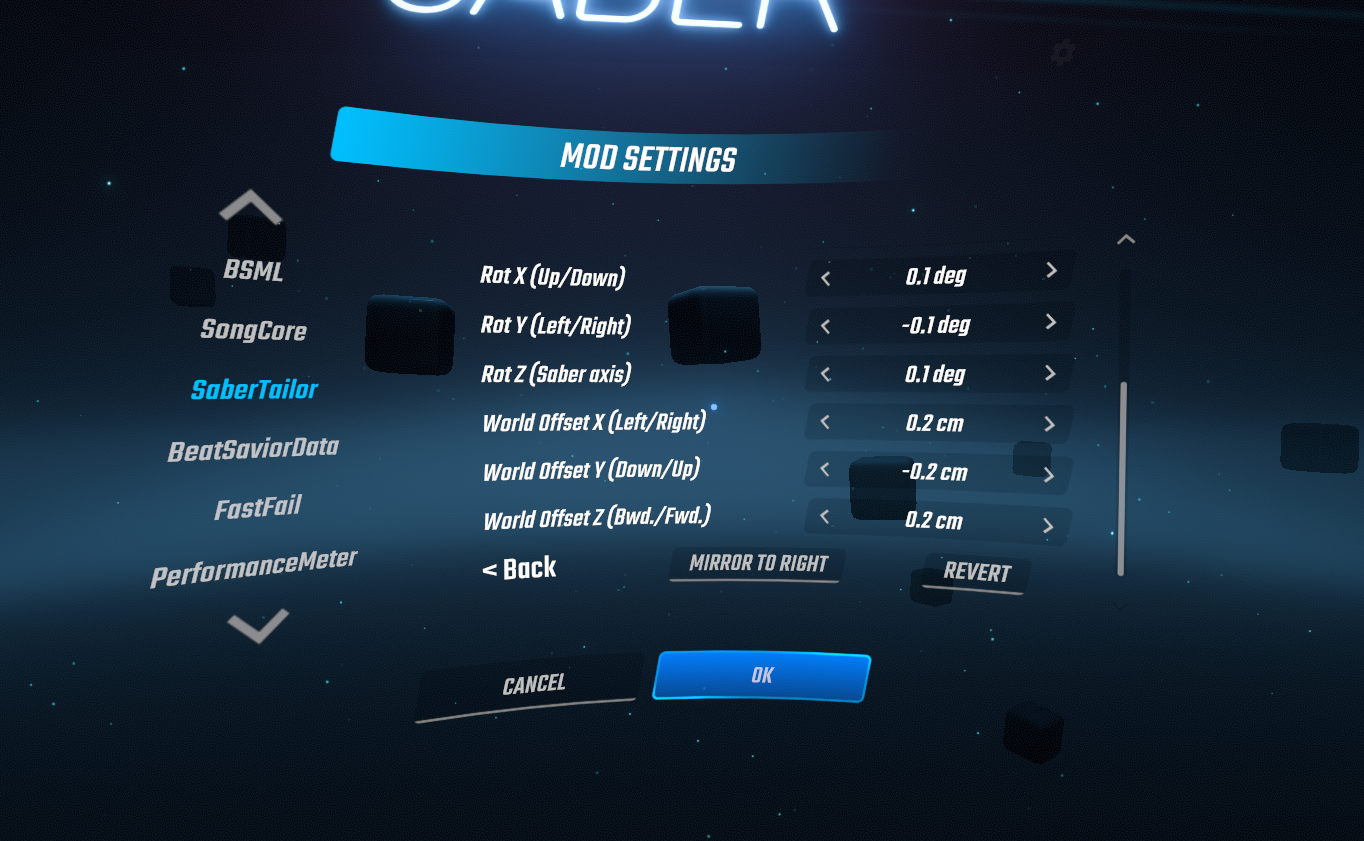 SABER
MOD SETTINGS
BSML
SongCore
SaberTailor
BeatSaviorData
FastFail
PerformanceMeter
Rot X (Up/Down)
0.1 deg
Rot Y (Left/Right)
-0.1 deg
Rot Z (Saber axis)
0.1 deg
World Offset X (Left/Right)
0.2 cm
World Offset Y (Down/Up)
-0.2 cm
World Offset Z (Bwd./Fwd.)
0.2 cm
< Back
MIRROR TO RIGHT
REVERT
CANCEL
OK